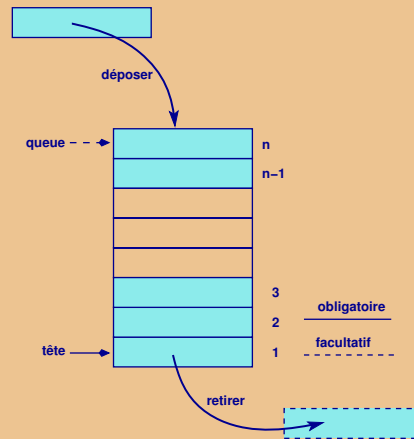 déposer
queue
n
n−1
3
obligatoire
2
facultatif
tête
1
retirer